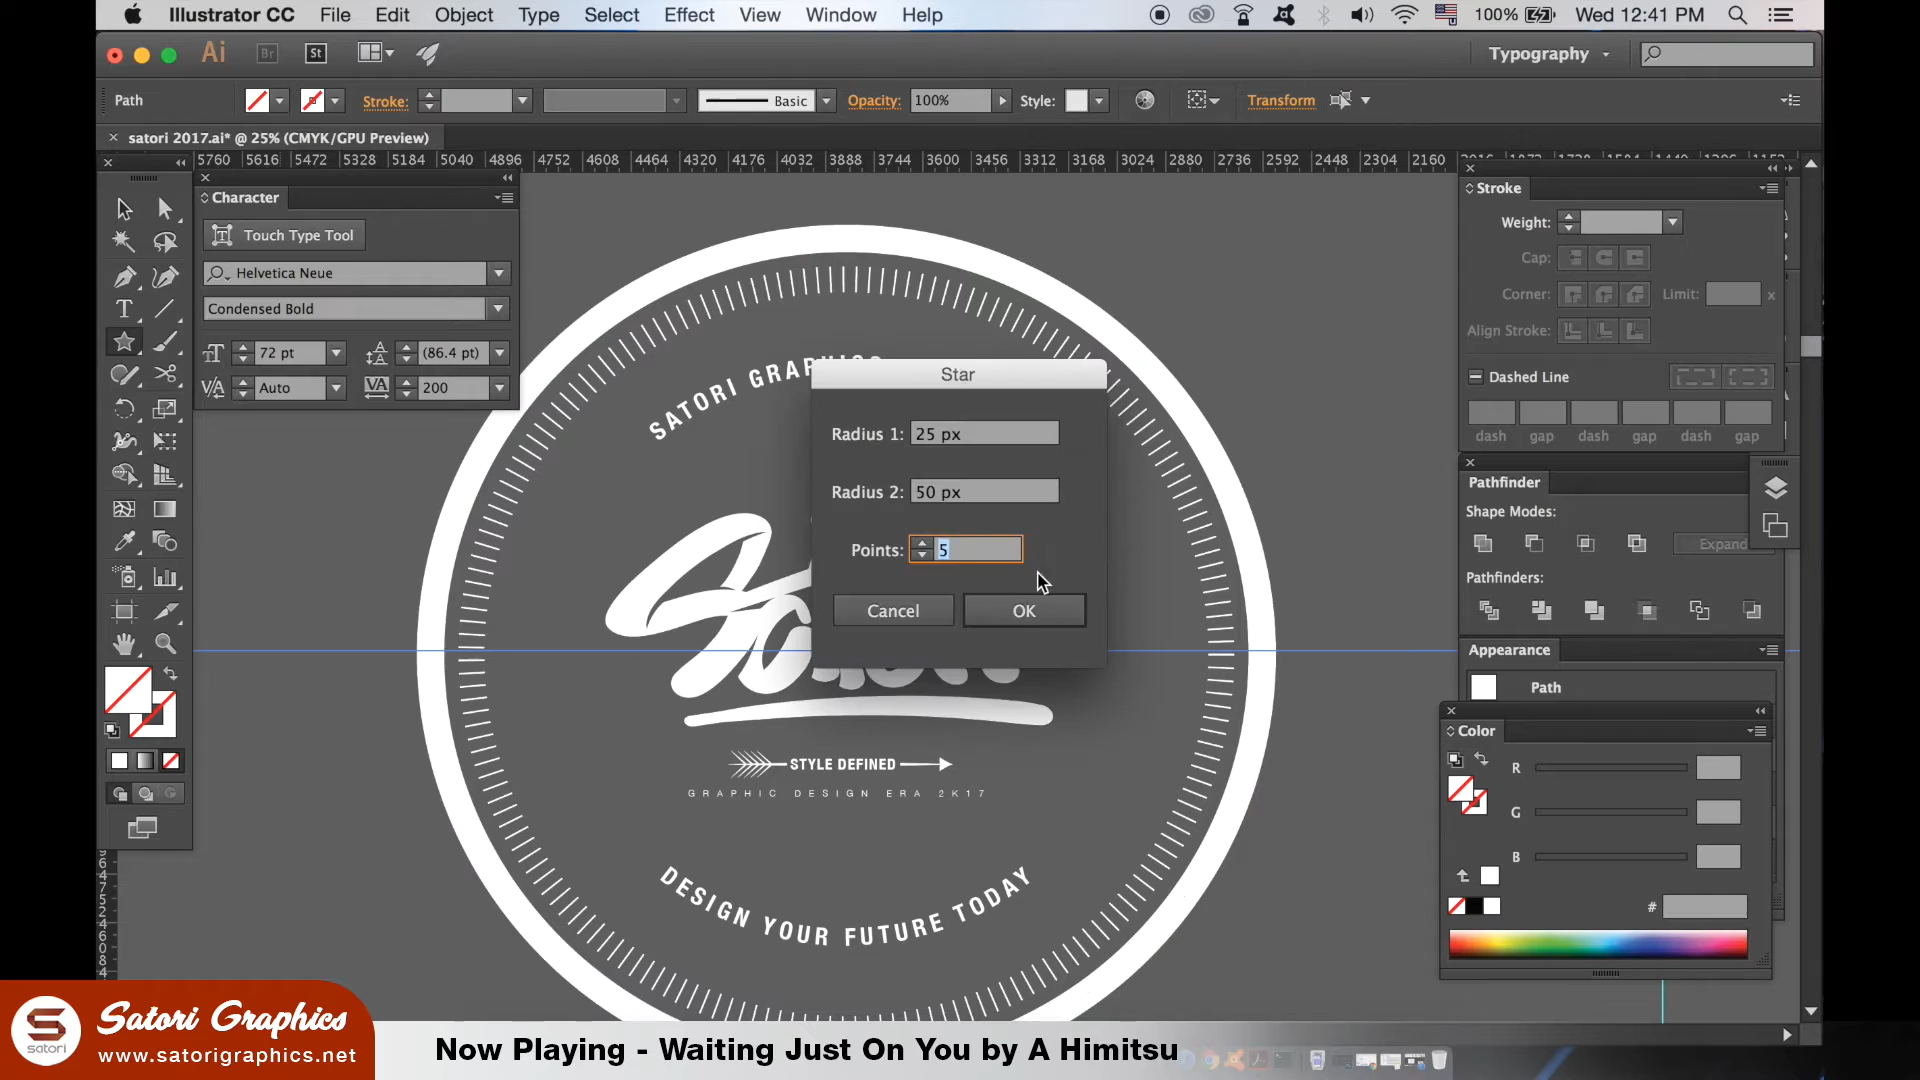 Illustrator CC File Edit Object Type Select Effect View Window Help 100% Wed 12:41 PM
Ai Br St Typography
Path Stroke: Basic Opacity: 100% Style: Transform
satori 2017.ai* @ 25% (CMYK/GPU Preview)
5760 5616 5472 5328 5184 5040 4896 4752 4608 4464 4320 4176 4032 3888 3744 3600 3456 3312 3168 3024 2880 2736 2592 2448 2304 2160
Character
Touch Type Tool
Helvetica Neue
Condensed Bold
72 pt (86.4 pt)
Auto 200
SATORI GRAPHICS
Star
Radius 1: 25 px
Radius 2: 50 px
Points: 5
Cancel OK
Satori
STYLE DEFINED
GRAPHIC DESIGN ERA 2K17
DESIGN YOUR FUTURE TODAY
Stroke
Weight:
Cap:
Corner: Limit: x
Align Stroke:
Dashed Line
dash gap dash gap dash gap
Pathfinder
Shape Modes:
Expand
Pathfinders:
Appearance
Path
Color
R
G
B
#
Satori Graphics
www.satorigraphics.net
satori
Now Playing - Waiting Just On You by A Himitsu